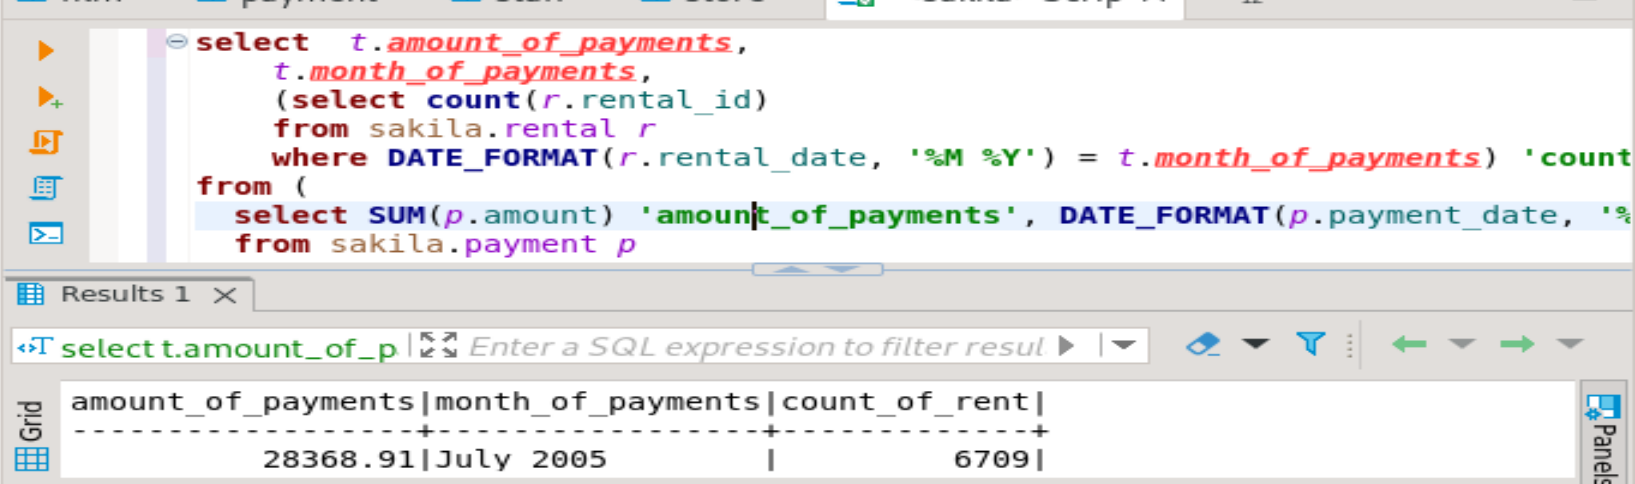 payment
select  t.amount_of_payments,
t.month_of_payments,
(select count(r.rental_id)
from sakila.rental r
where DATE_FORMAT(r.rental_date, '%M %Y') = t.month_of_payments) 'count
from (
select SUM(p.amount) 'amount_of_payments', DATE_FORMAT(p.payment_date, '%
from sakila.payment p
Results 1
select t.amount_of_p
Enter a SQL expression to filter resul
Grid
amount_of_payments|month_of_payments|count_of_rent|
------------------+-----------------+-------------+
28368.91|July 2005        |         6709|
Panels